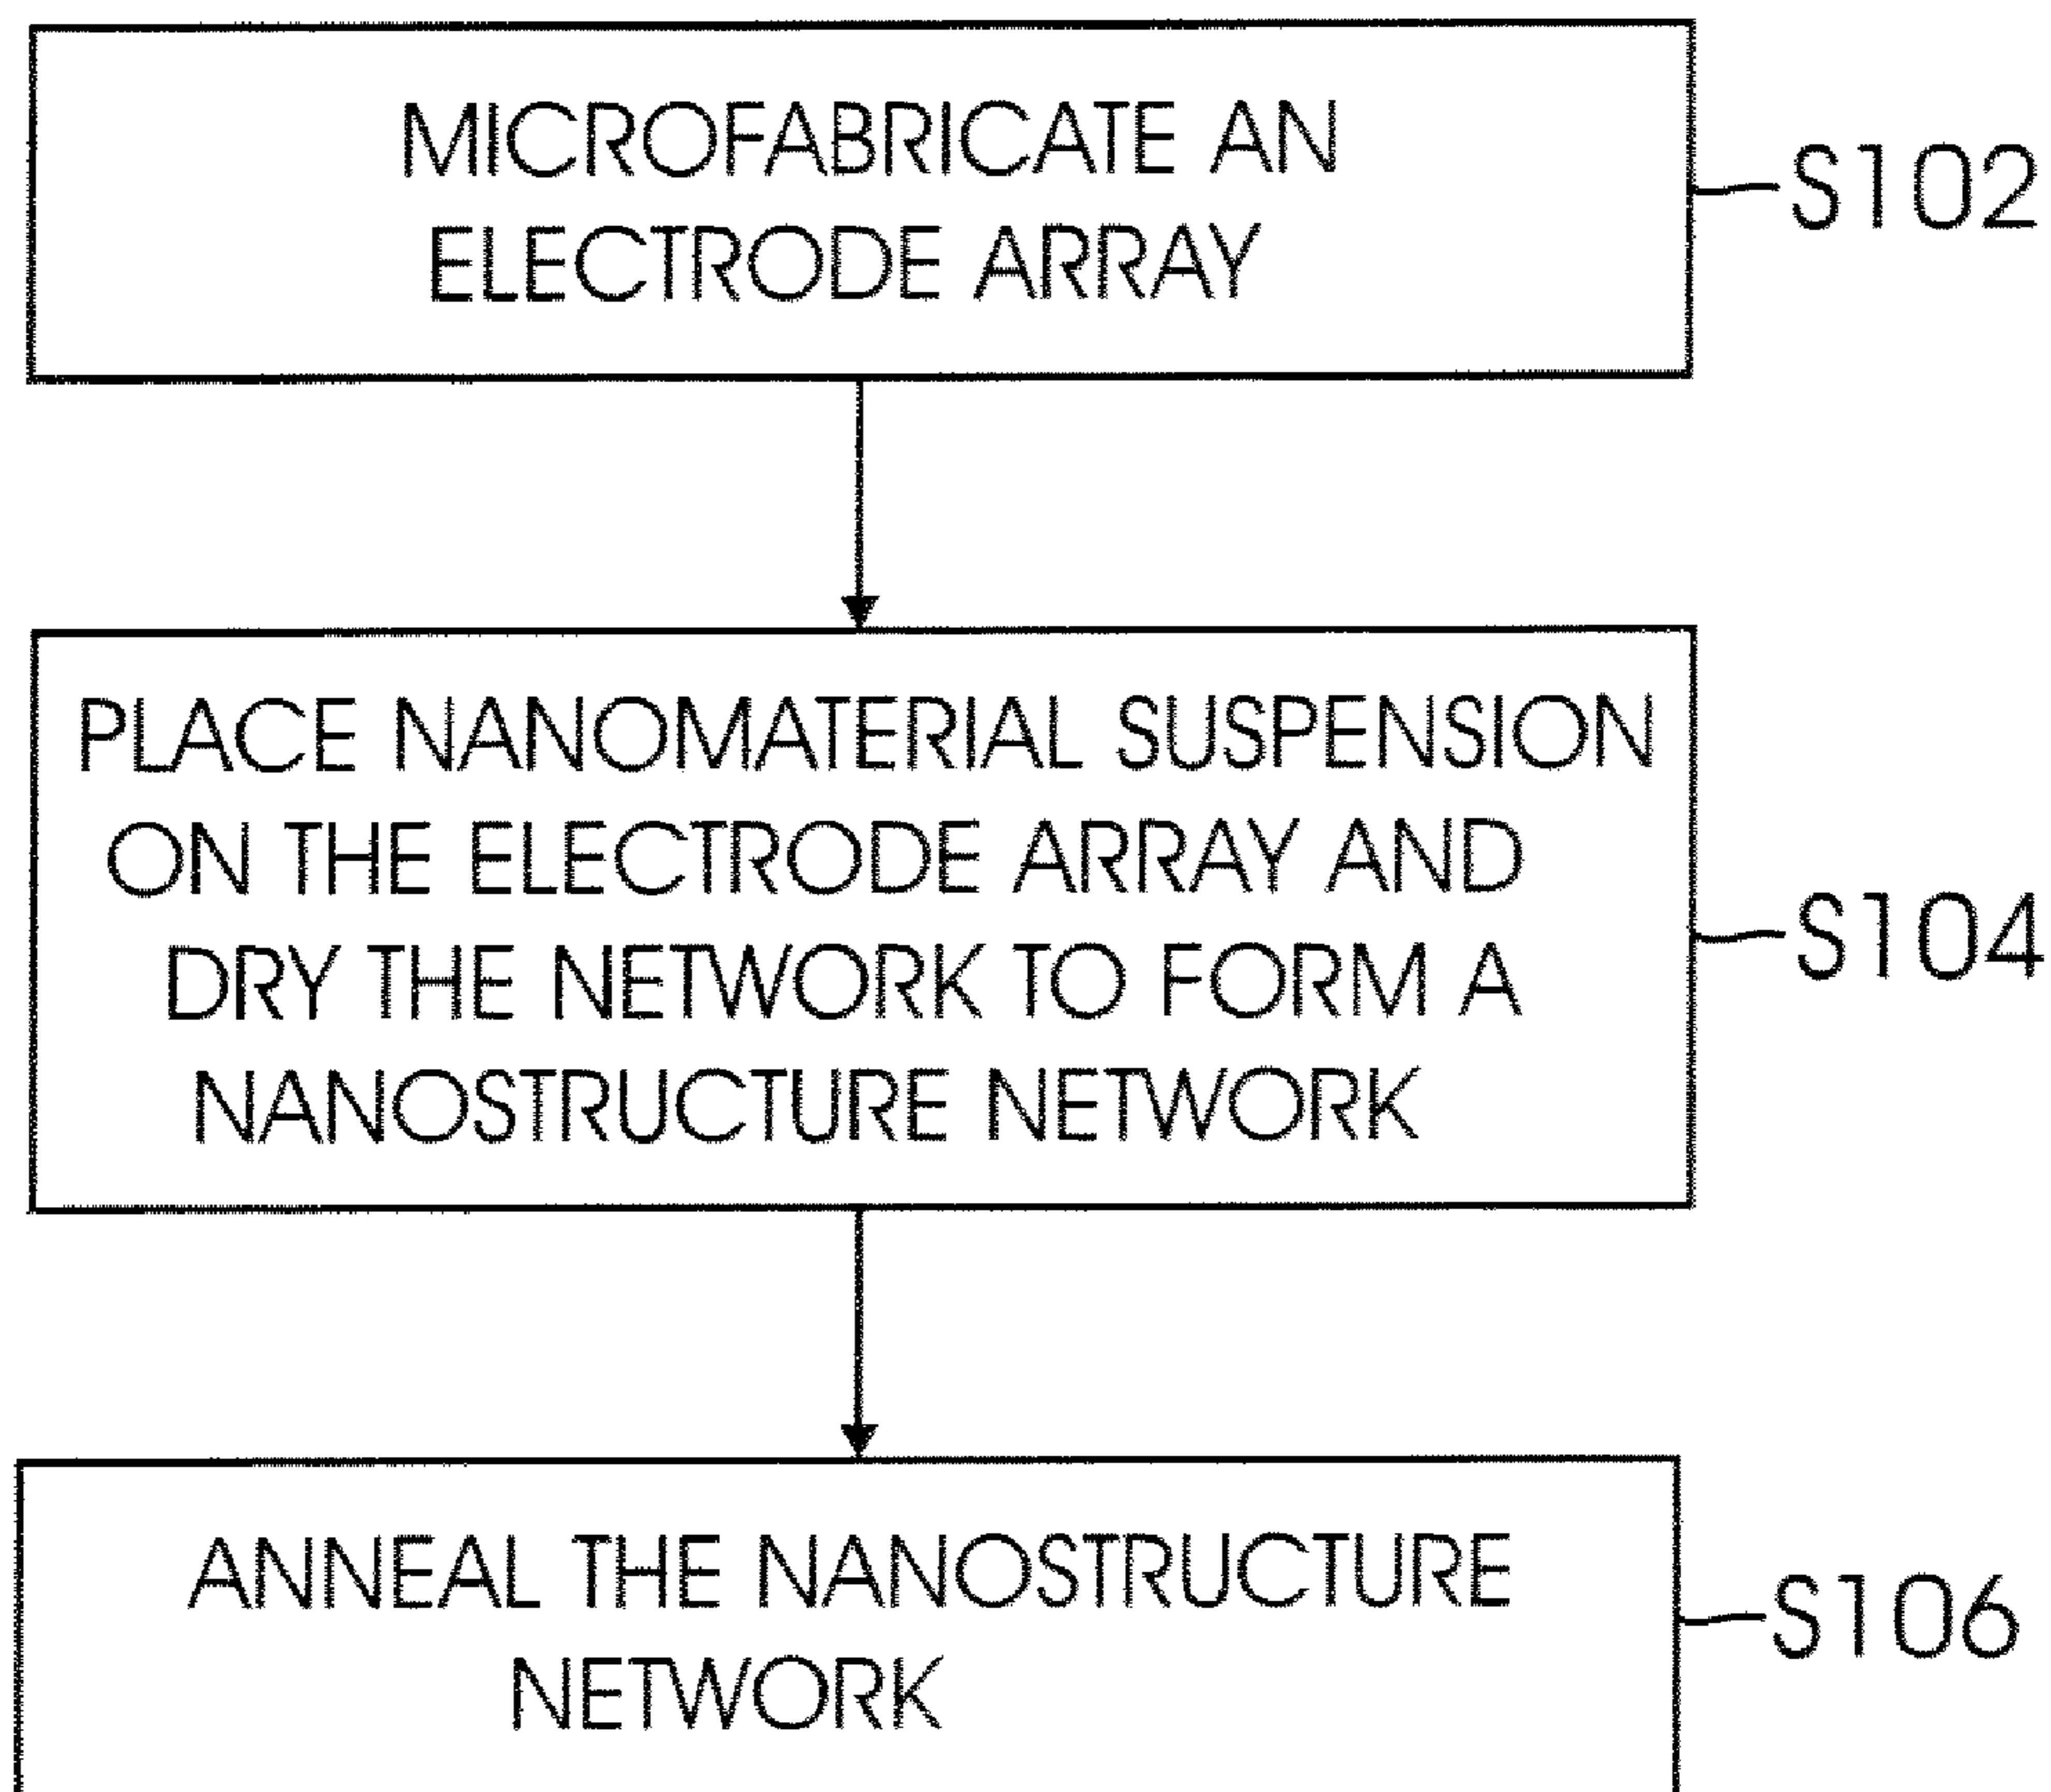 MICROFABRICATE AN
ELECTRODE ARRAY
S102
PLACE NANOMATERIAL SUSPENSION
ON THE ELECTRODE ARRAY AND
DRY THE NETWORK TO FORM A
NANOSTRUCTURE NETWORK
S104
ANNEAL THE NANOSTRUCTURE
NETWORK
S106